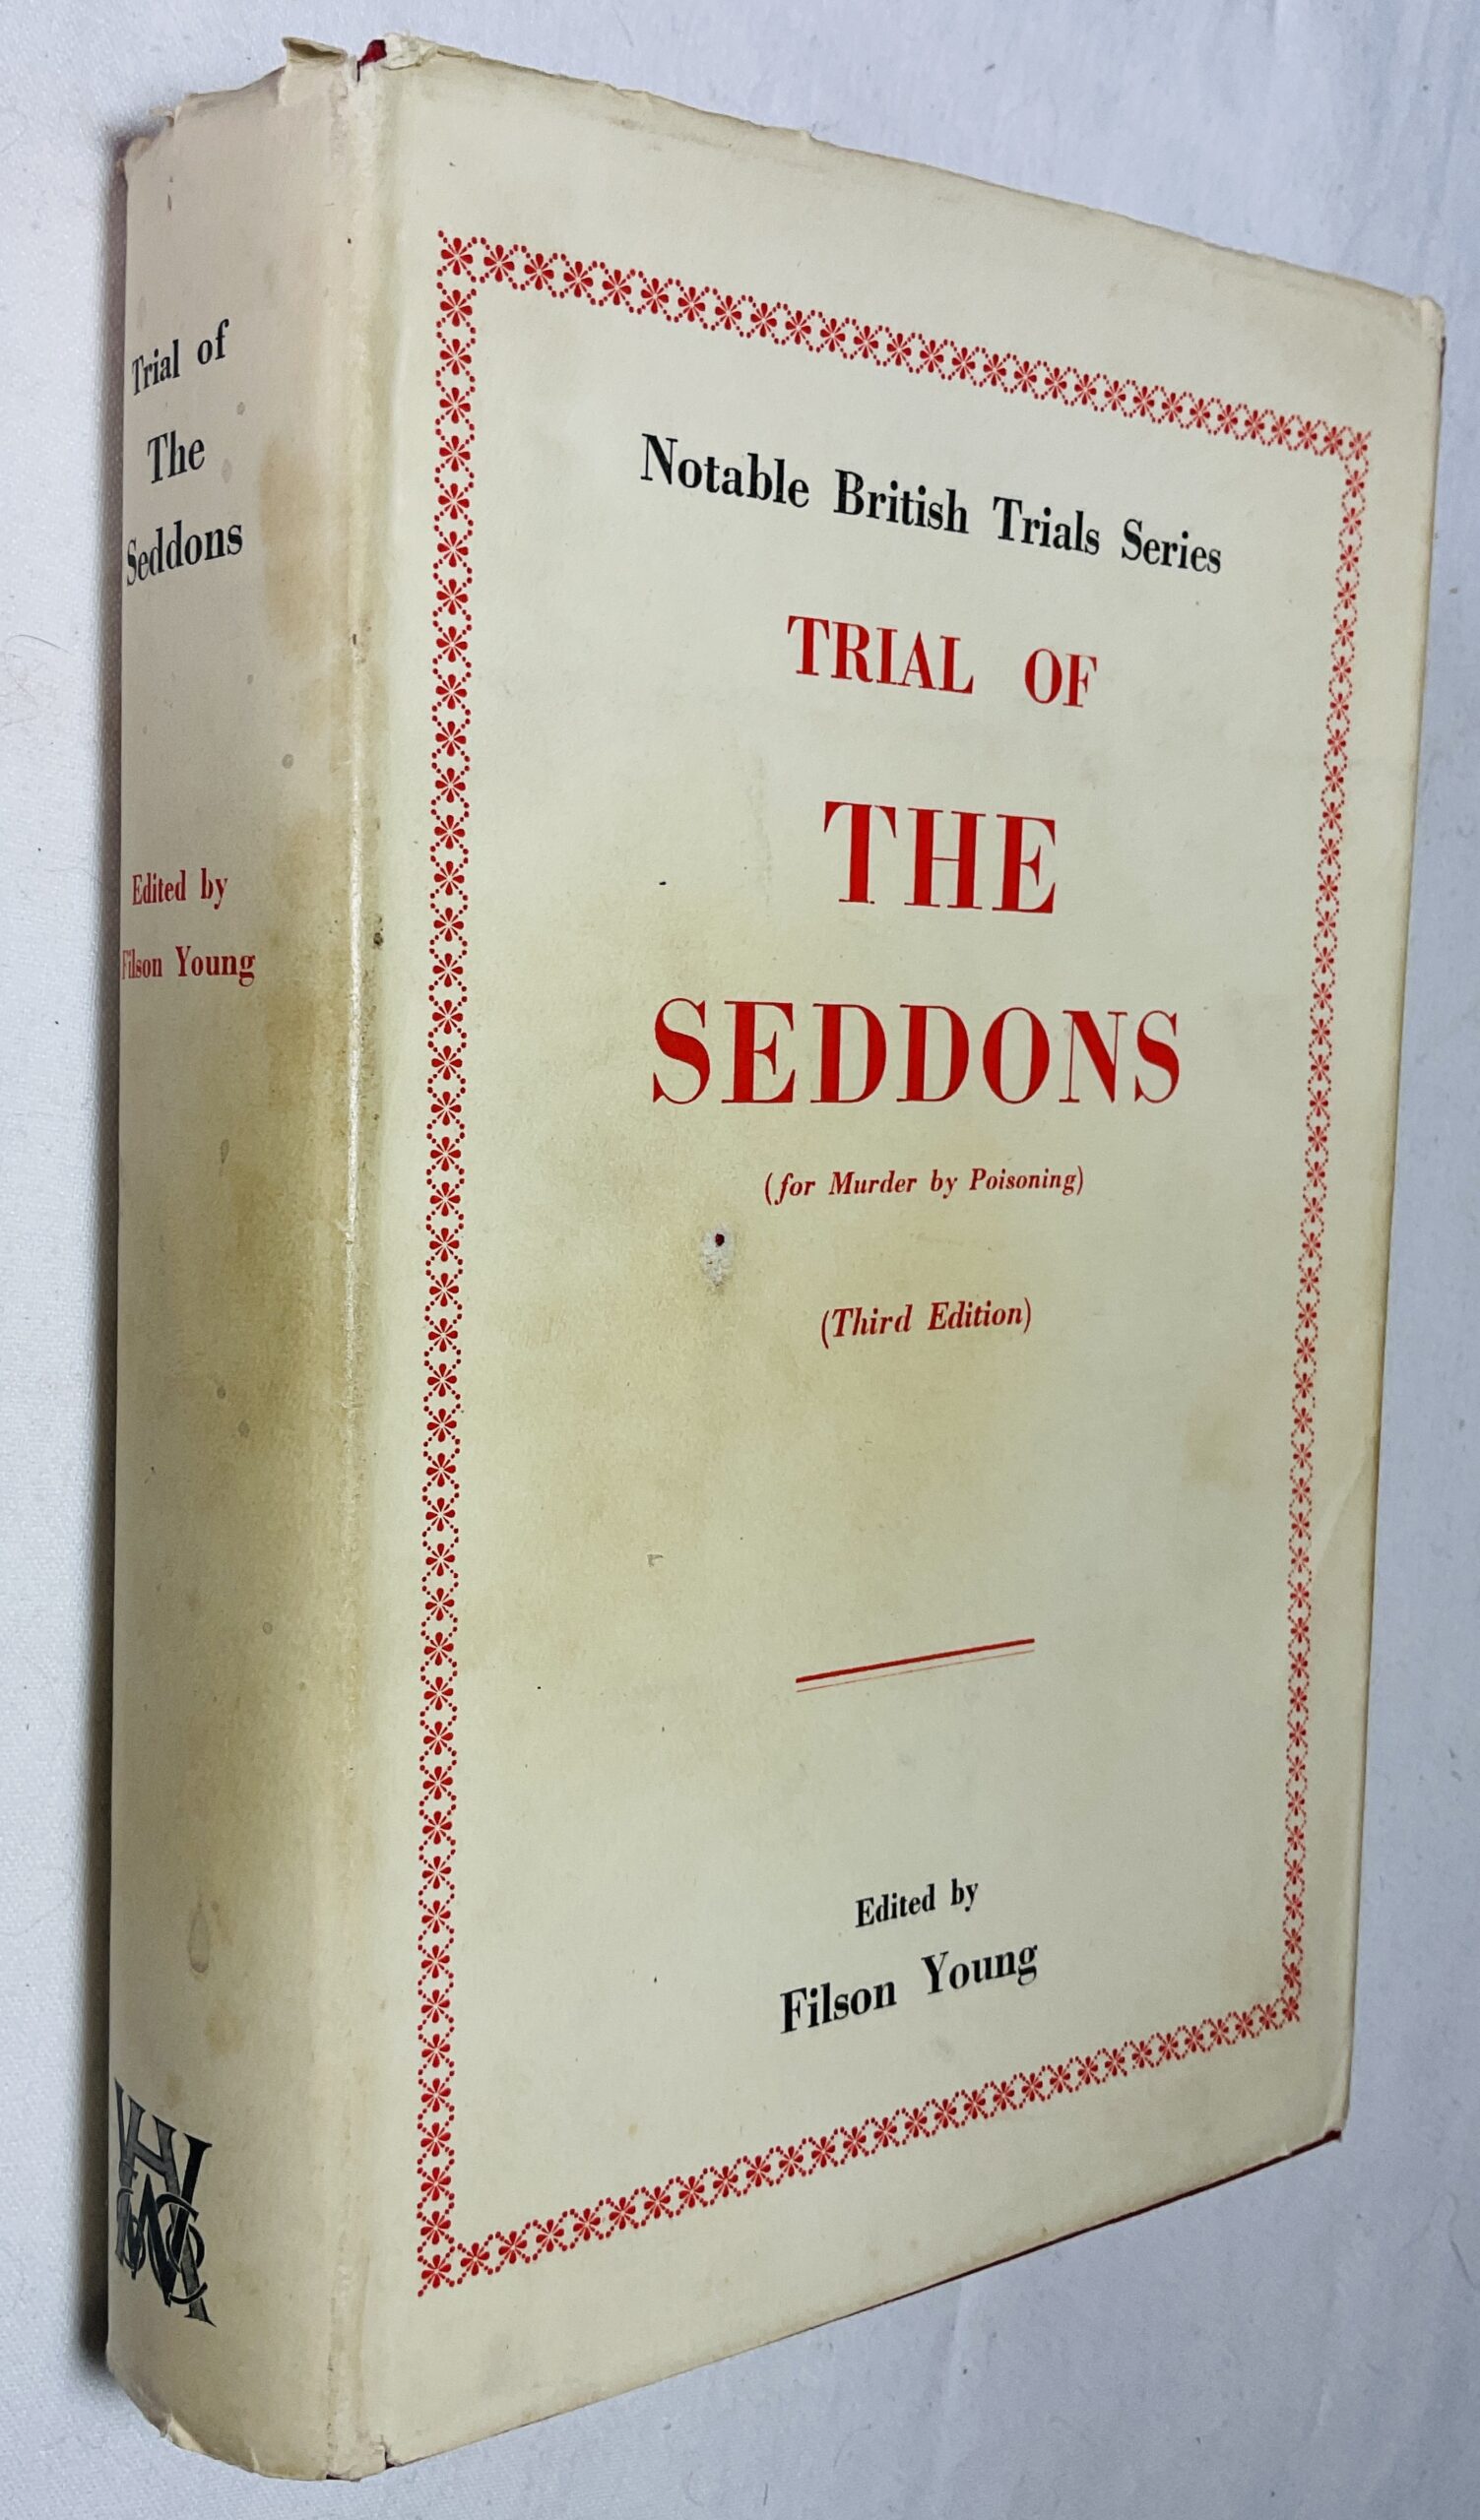 Trial of
The
Seddons
Edited by
Filson Young
Notable British Trials Series
TRIAL OF
THE
SEDDONS
(for Murder by Poisoning)
(Third Edition)
Edited by
Filson Young